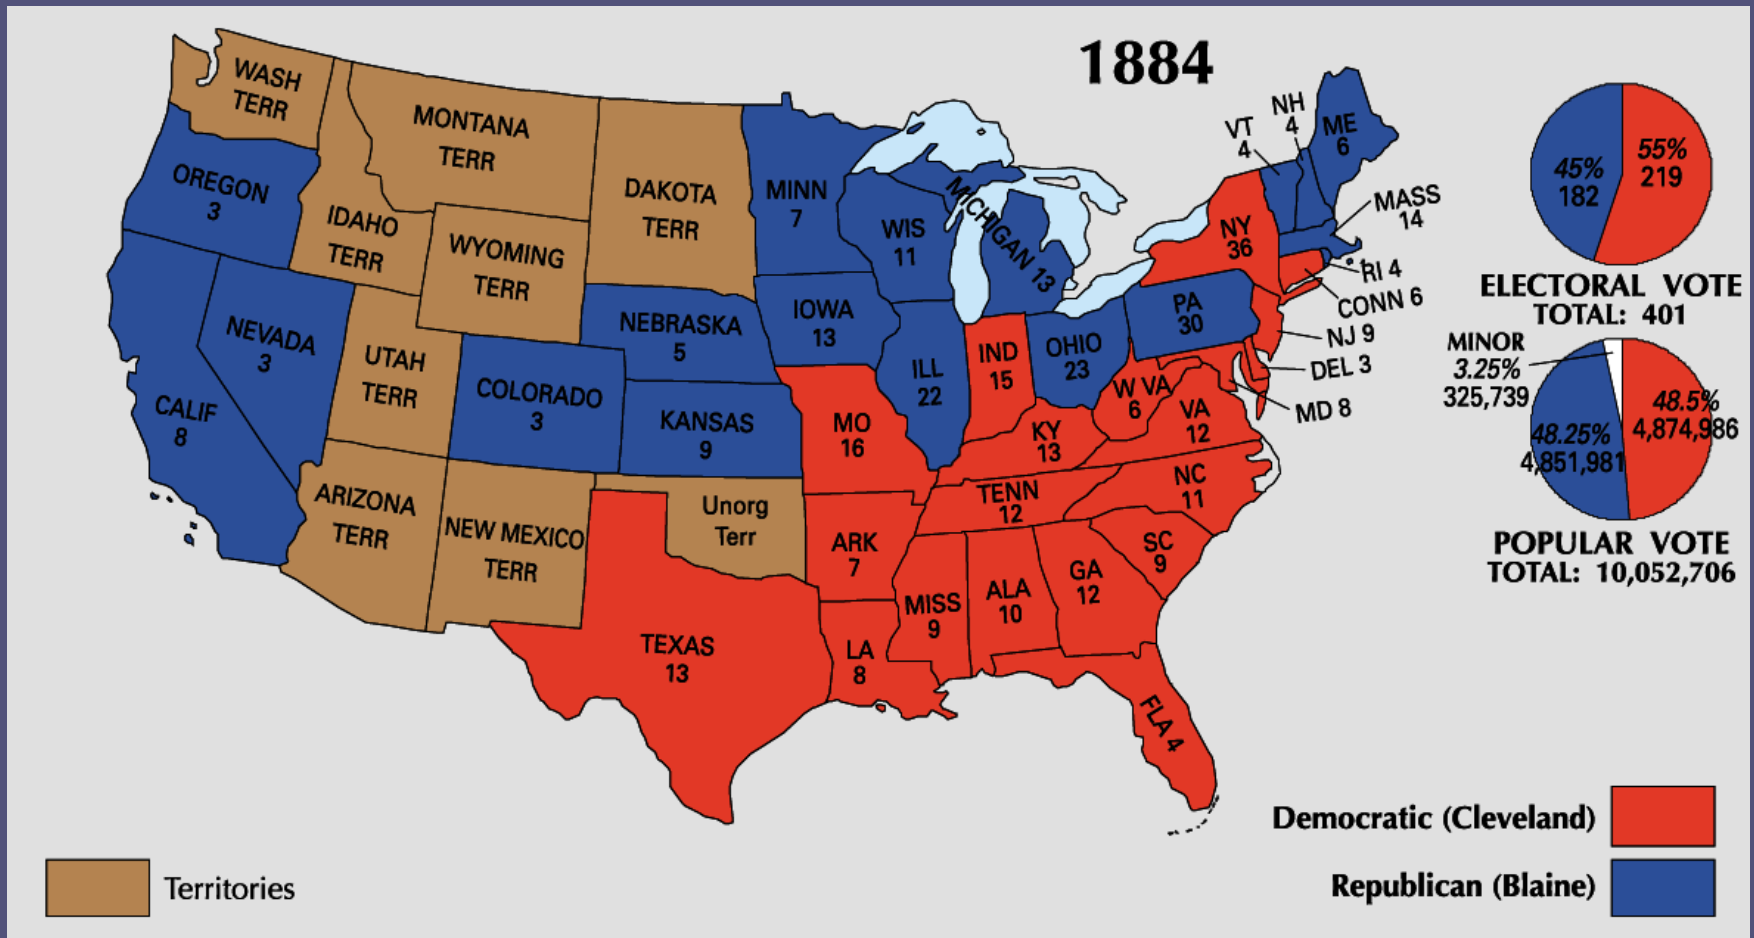 1884
WASH
TERR
MONTANA
TERR
DAKOTA
TERR
MINN
7
OREGON
3
IDAHO
TERR
WYOMING
TERR
WIS
11
MICHIGAN 13
VT
4
NH
4
ME
6
MASS
14
NY
36
RI 4
CONN 6
NJ 9
DEL 3
MD 8
PA
30
NEVADA
3
CALIF
8
UTAH
TERR
COLORADO
3
NEBRASKA
5
IOWA
13
KANSAS
9
MO
16
ILL
22
IND
15
OHIO
23
W VA
6
VA
12
KY
13
TENN
12
NC
11
SC
9
ARIZONA
TERR
NEW MEXICO
TERR
Unorg
Terr
ARK
7
TEXAS
13
LA
8
MISS
9
ALA
10
GA
12
FLA 4
45%
182
55%
219
ELECTORAL VOTE
TOTAL: 401
MINOR
3.25%
325,739
48.25%
4,851,981
48.5%
4,874,986
POPULAR VOTE
TOTAL: 10,052,706
Democratic (Cleveland)
Republican (Blaine)
Territories